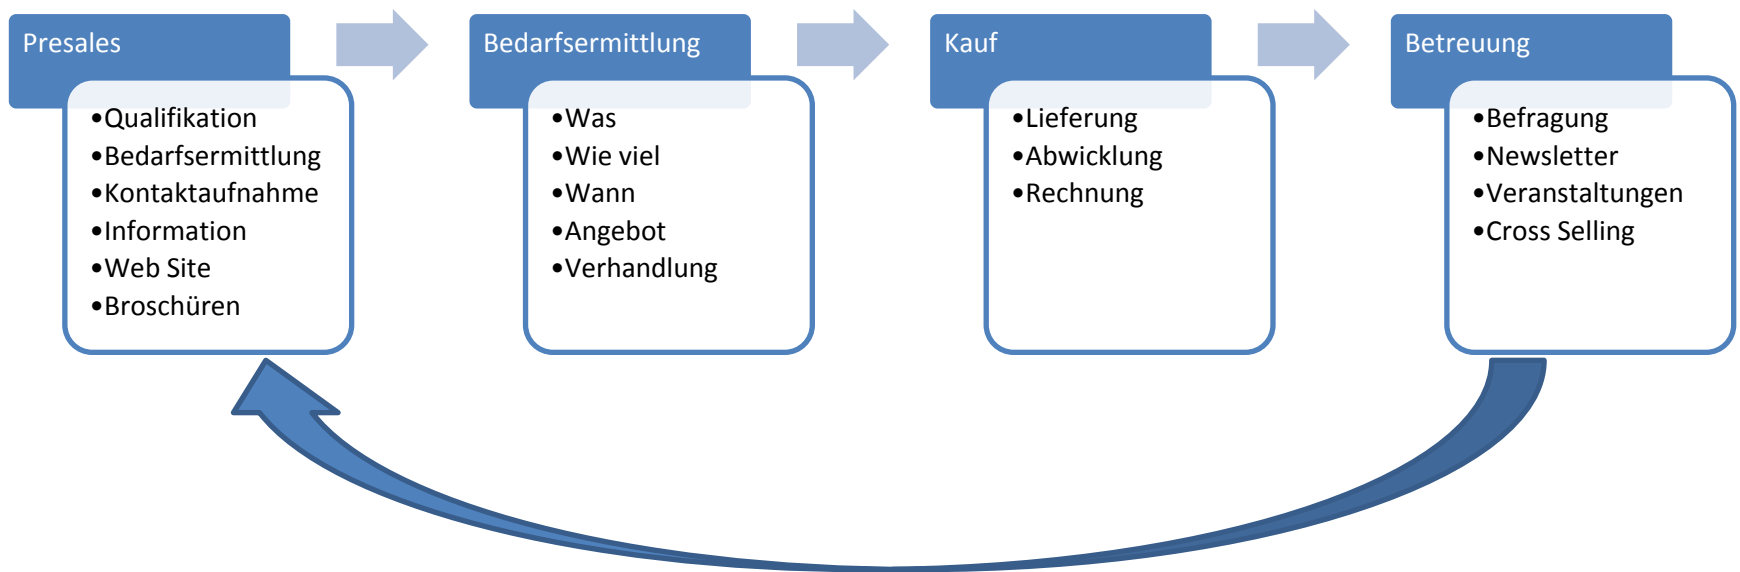 Presales
•Qualifikation
•Bedarfsermittlung
•Kontaktaufnahme
•Information
•Web Site
•Broschüren
Bedarfsermittlung
•Was
•Wie viel
•Wann
•Angebot
•Verhandlung
Kauf
•Lieferung
•Abwicklung
•Rechnung
Betreuung
•Befragung
•Newsletter
•Veranstaltungen
•Cross Selling